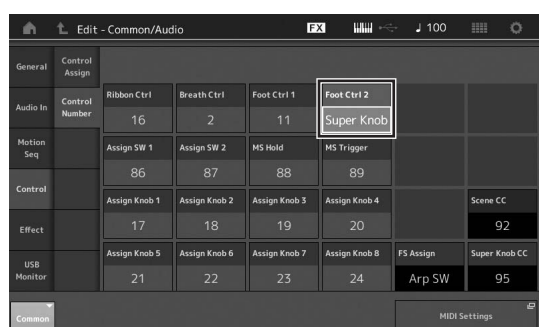 Edit - Common/Audio FX 100
General
Control Assign
Audio In
Control Number
Motion Seq
Control
Effect
USB Monitor
Common
Ribbon Ctrl Breath Ctrl Foot Ctrl 1 Foot Ctrl 2
16 2 11 Super Knob
Assign SW 1 Assign SW 2 MS Hold MS Trigger
86 87 88 89
Assign Knob 1 Assign Knob 2 Assign Knob 3 Assign Knob 4 Scene CC
17 18 19 20 92
Assign Knob 5 Assign Knob 6 Assign Knob 7 Assign Knob 8 FS Assign Super Knob CC
21 22 23 24 Arp SW 95
MIDI Settings